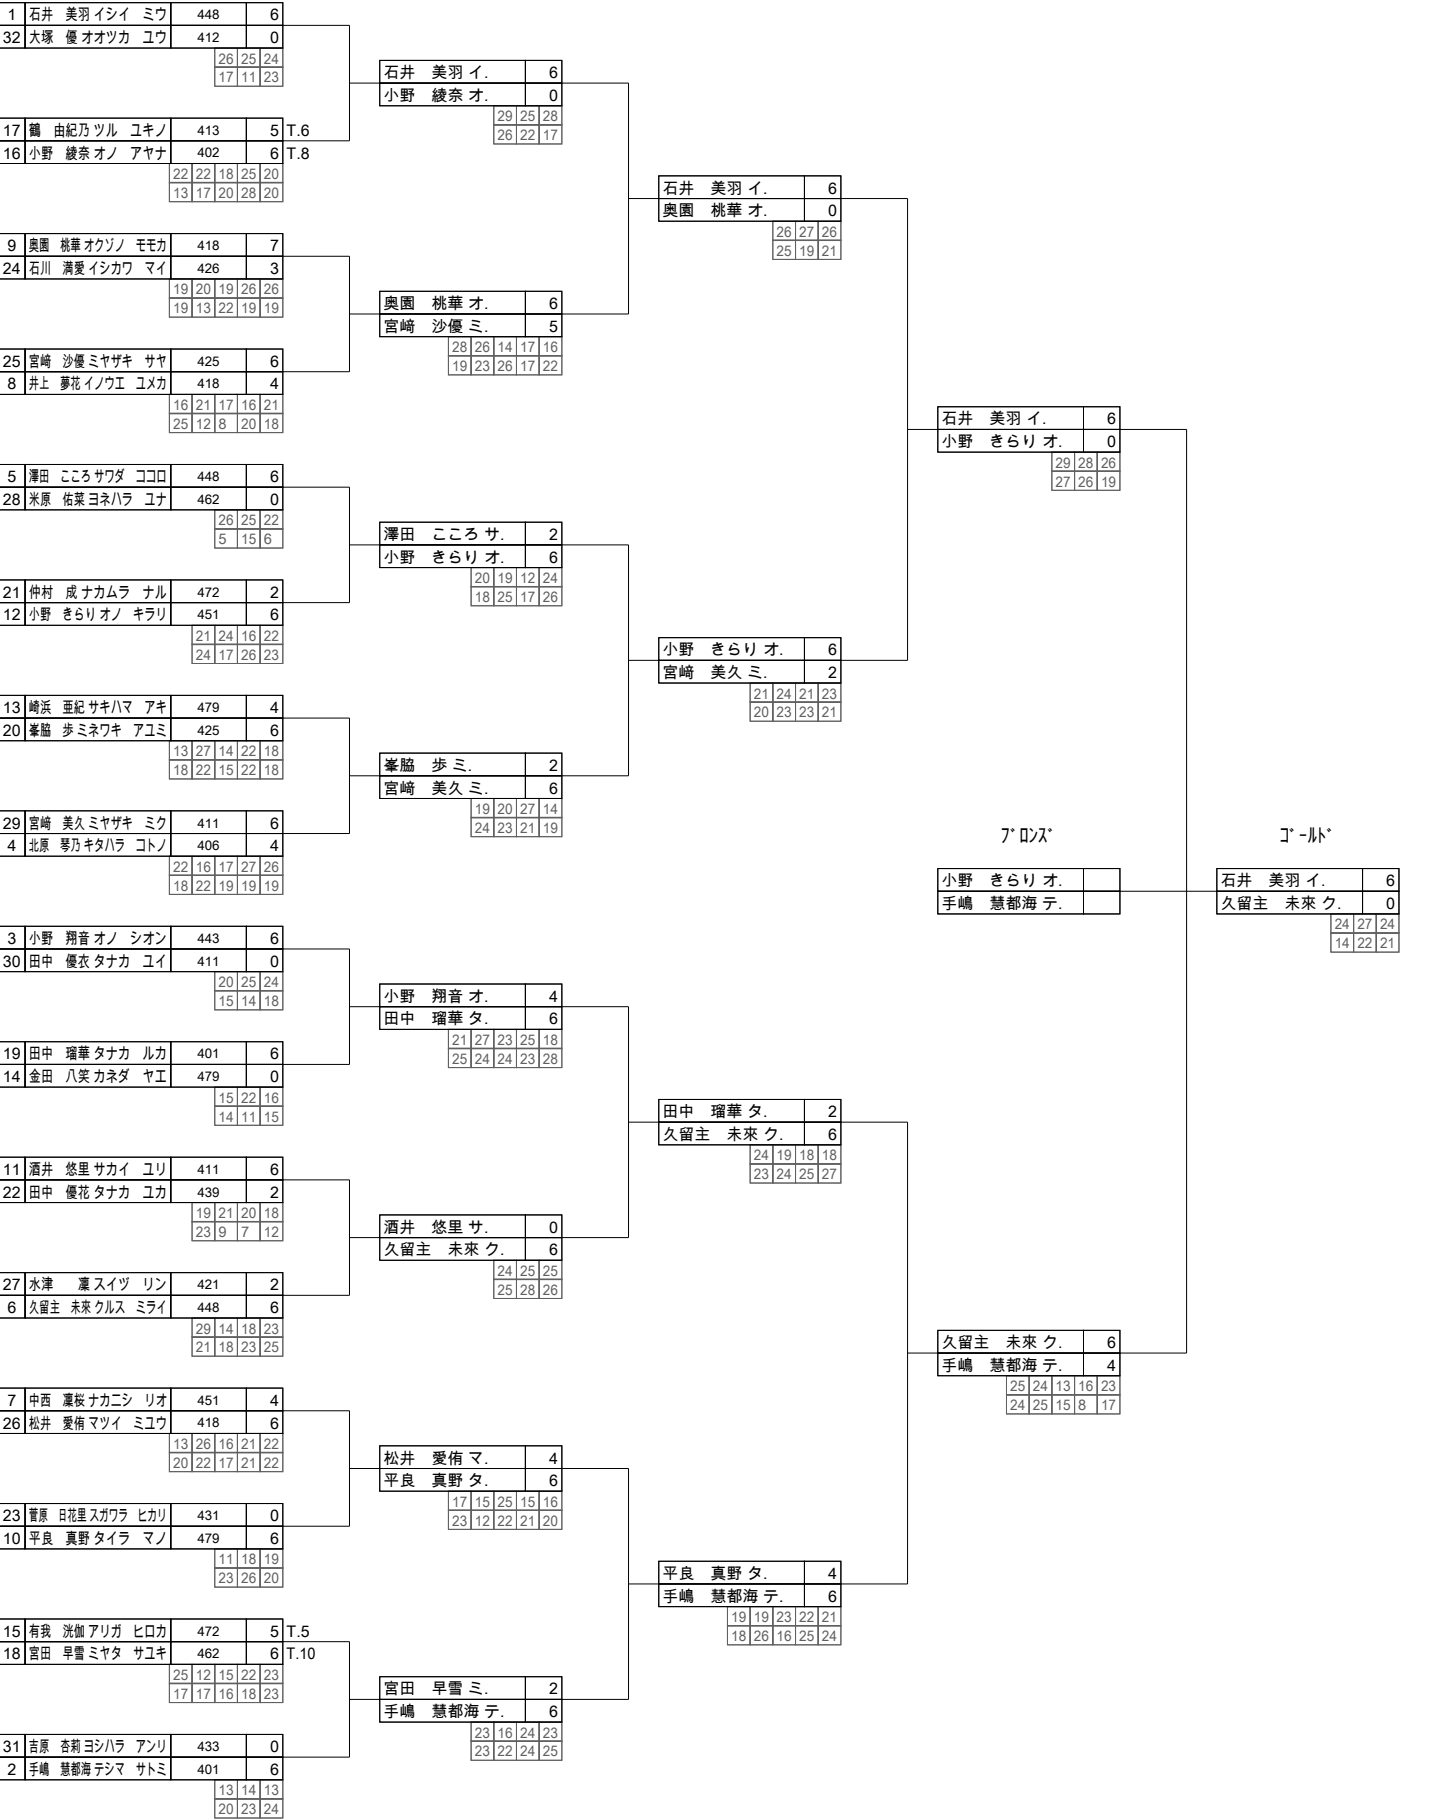 1 石井　美羽 イシイ　ミウ 448 6
32 大塚　優 オオツカ　ユウ 412 0
26 25 24
17 11 23
17 鶴　由紀乃 ツル　ユキノ 413 5 T.6
16 小野　綾奈 オノ　アヤナ 402 6 T.8
22 22 18 25 20
13 17 20 28 20
9 奥園　桃華 オクゾノ　モモカ 418 7
24 石川　満愛 イシカワ　マイ 426 3
19 20 19 26 26
19 13 22 19 19
25 宮﨑　沙優 ミヤザキ　サヤ 425 6
8 井上　夢花 イノウエ　ユメカ 418 4
16 21 17 16 21
25 12 8 20 18
5 澤田　こころ サワダ　ココロ 448 6
28 米原　佑菜 ヨネハラ　ユナ 462 0
26 25 22
5 15 6
21 仲村　成 ナカムラ　ナル 472 2
12 小野　きらり オノ　キラリ 451 6
21 24 16 22
24 17 26 23
13 崎浜　亜紀 サキハマ　アキ 479 4
20 峯脇　歩 ミネワキ　アユミ 425 6
13 27 14 22 18
18 22 15 22 18
29 宮﨑　美久 ミヤザキ　ミク 411 6
4 北原　琴乃 キタハラ　コトノ 406 4
22 16 17 27 26
18 22 19 19 19
3 小野　翔音 オノ　シオン 443 6
30 田中　優衣 タナカ　ユイ 411 0
20 25 24
15 14 18
19 田中　瑠華 タナカ　ルカ 401 6
14 金田　八笑 カネダ　ヤエ 479 0
15 22 16
14 11 15
11 酒井　悠里 サカイ　ユリ 411 6
22 田中　優花 タナカ　ユカ 439 2
19 21 20 18
23 9 7 12
27 水津　　凜 スイヅ　リン 421 2
6 久留主　未來 クルス　ミライ 448 6
29 14 18 23
21 18 23 25
7 中西　凜桜 ナカニシ　リオ 451 4
26 松井　愛侑 マツイ　ミユウ 418 6
13 26 16 21 22
20 22 17 21 22
23 菅原　日花里 スガワラ　ヒカリ 431 0
10 平良　真野 タイラ　マノ 479 6
11 18 19
23 26 20
15 有我　洸伽 アリガ　ヒロカ 472 5 T.5
18 宮田　早雪 ミヤタ　サユキ 462 6 T.10
25 12 15 22 23
17 17 16 18 23
31 吉原　杏莉 ヨシハラ　アンリ 433 0
2 手嶋　慧都海 テシマ　サトミ 401 6
13 14 13
20 23 24
石井　美羽 イ. 6
小野　綾奈 オ. 0
29 25 28
26 22 17
奥園　桃華 オ. 6
宮﨑　沙優 ミ. 5
28 26 14 17 16
19 23 26 17 22
澤田　こころ サ. 2
小野　きらり オ. 6
20 19 12 24
18 25 17 26
峯脇　歩 ミ. 2
宮﨑　美久 ミ. 6
19 20 27 14
24 23 21 19
小野　翔音 オ. 4
田中　瑠華 タ. 6
21 27 23 25 18
25 24 24 23 28
酒井　悠里 サ. 0
久留主　未來 ク. 6
24 25 25
25 28 26
松井　愛侑 マ. 4
平良　真野 タ. 6
17 15 25 15 16
23 12 22 21 20
宮田　早雪 ミ. 2
手嶋　慧都海 テ. 6
23 16 24 23
23 22 24 25
石井　美羽 イ. 6
奥園　桃華 オ. 0
26 27 26
25 19 21
小野　きらり オ. 6
宮﨑　美久 ミ. 2
21 24 21 23
20 23 23 21
田中　瑠華 タ. 2
久留主　未來 ク. 6
24 19 18 18
23 24 25 27
平良　真野 タ. 4
手嶋　慧都海 テ. 6
19 19 23 22 21
18 26 16 25 24
石井　美羽 イ. 6
小野　きらり オ. 0
29 28 26
27 26 19
久留主　未來 ク. 6
手嶋　慧都海 テ. 4
25 24 13 16 23
24 25 15 8 17
ﾌﾞﾛﾝｽﾞ
小野　きらり オ.
手嶋　慧都海 テ.
ｺﾞｰﾙﾄﾞ
石井　美羽 イ. 6
久留主　未來 ク. 0
24 27 24
14 22 21